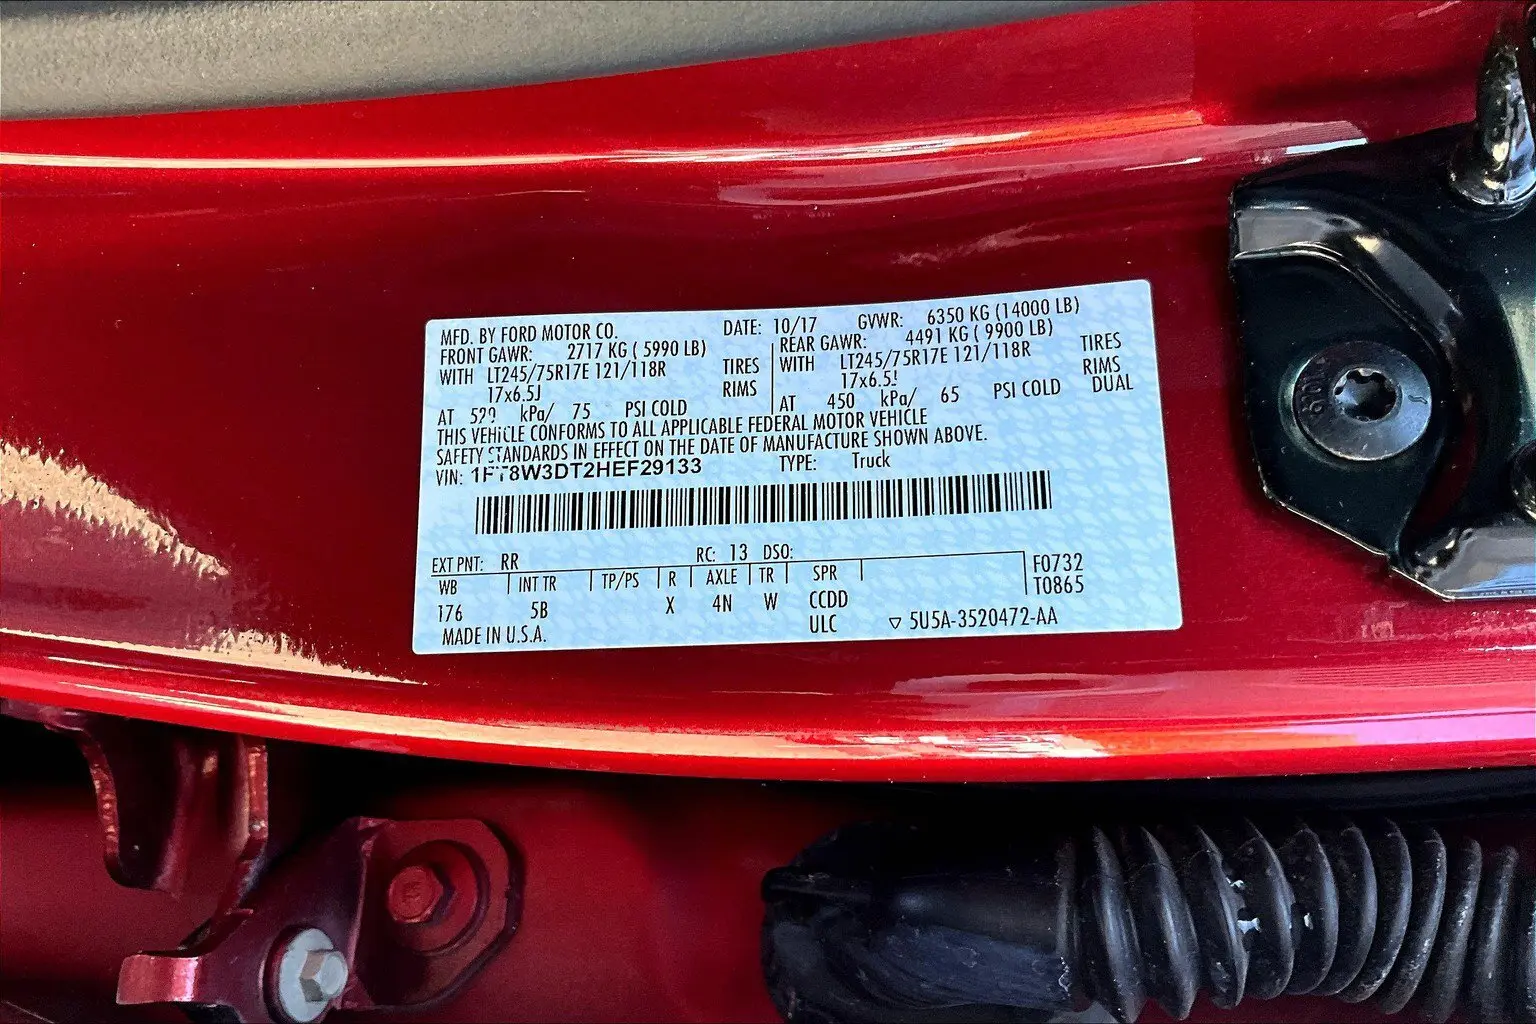 MFD. BY FORD MOTOR CO. DATE: 10/17 GVWR: 6350 KG (14000 LB)
FRONT GAWR: 2717 KG ( 5990 LB) REAR GAWR: 4491 KG ( 9900 LB)
WITH LT245/75R17E 121/118R TIRES WITH LT245/75R17E 121/118R TIRES
17x6.5J RIMS 17x6.5J RIMS
AT kPa/ 75 PSI COLD AT 450 kPa/ 65 PSI COLD DUAL
THIS VEHICLE CONFORMS TO ALL APPLICABLE FEDERAL MOTOR VEHICLE
SAFETY STANDARDS IN EFFECT ON THE DATE OF MANUFACTURE SHOWN ABOVE.
VIN: 1FT8W3DT2HEF29133 TYPE: Truck
EXT PNT: RR RC: 13 DSO:
WB INT TR TP/PS R AXLE TR SPR F0732
176 5B X 4N W CCDD T0865
MADE IN U.S.A. ULC ▽ 5U5A-3520472-AA